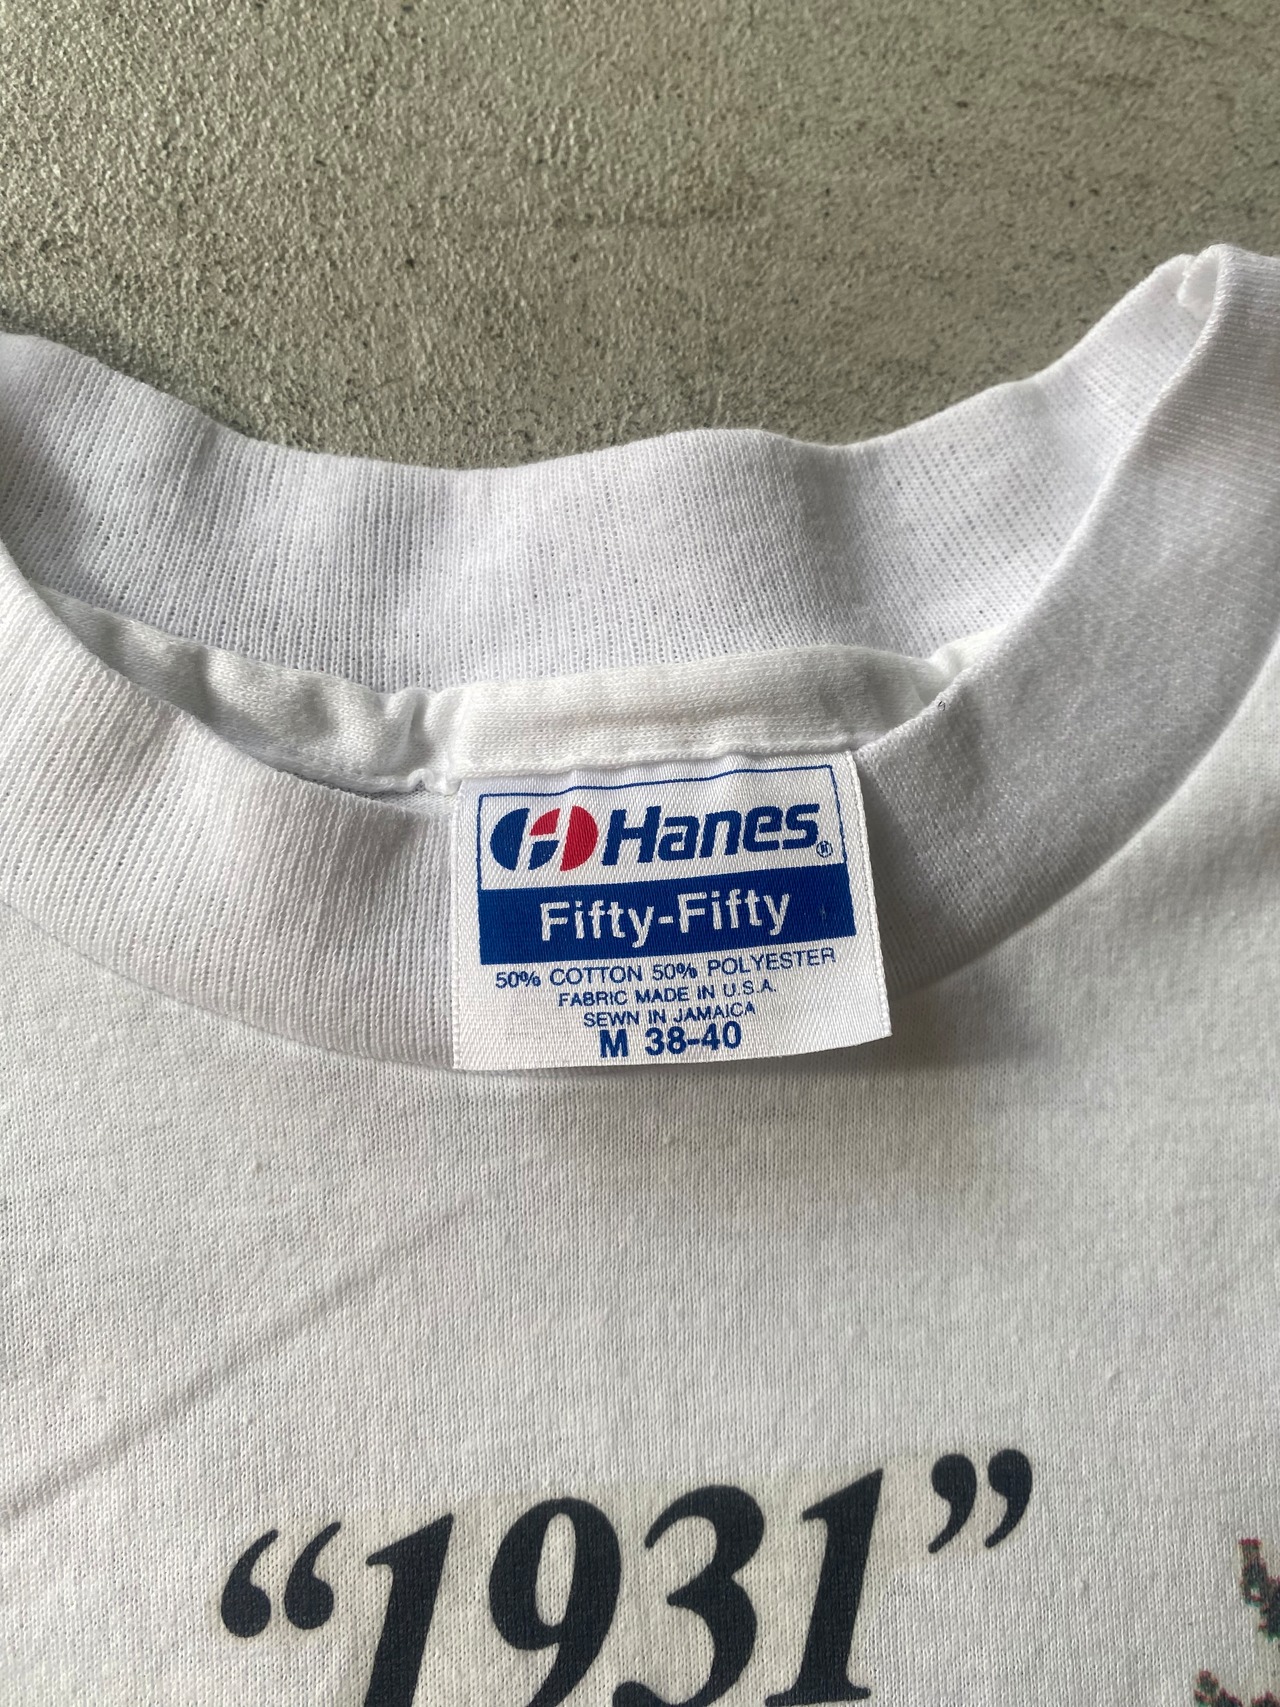 Hanes®
Fifty-Fifty
50% COTTON 50% POLYESTER
FABRIC MADE IN U.S.A.
SEWN IN JAMAICA
M 38-40
“1931”